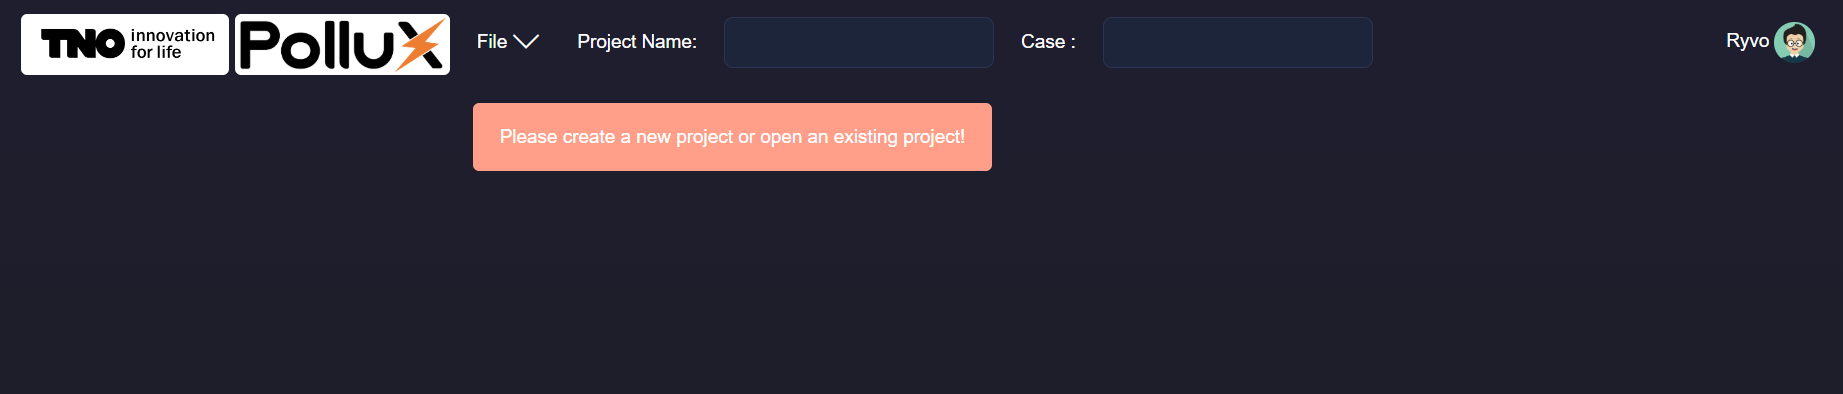 TNO innovation for life
Pollux
File
Project Name:
Case :
Ryvo
Please create a new project or open an existing project!